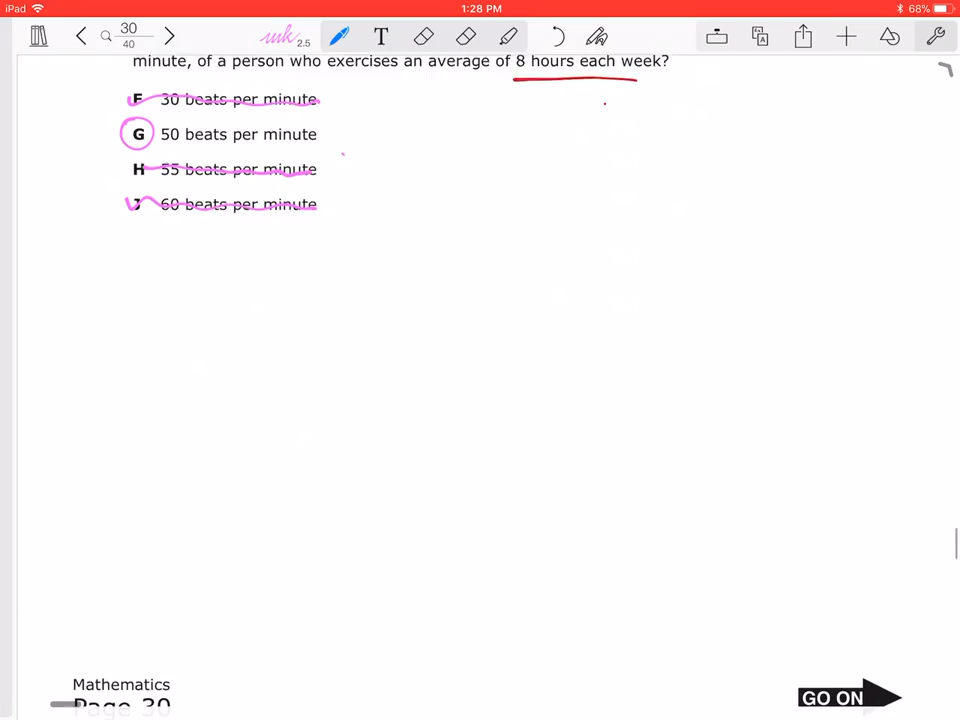 iPad 1:28 PM 68%
30
40
2.5 T
minute, of a person who exercises an average of 8 hours each week?
F 30 beats per minute
G 50 beats per minute
H 55 beats per minute
J 60 beats per minute
Mathematics
Page 30
GO ON